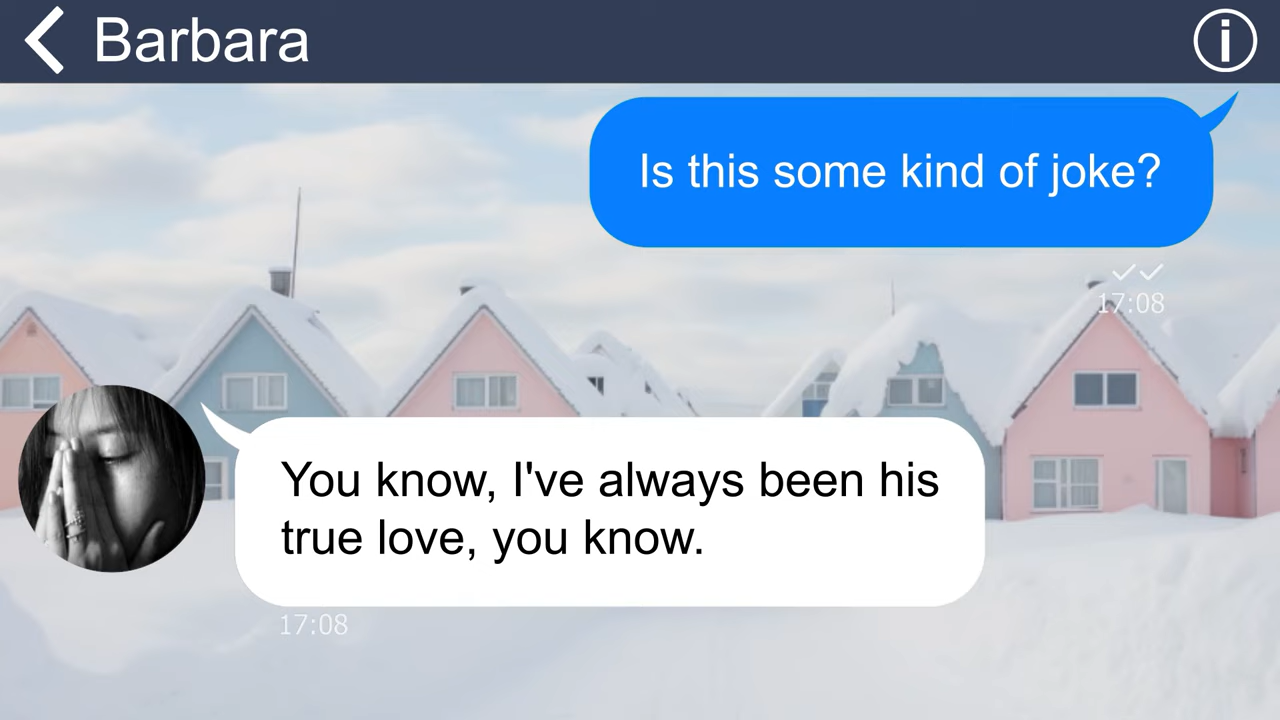 Barbara
Is this some kind of joke?
17:08
You know, I've always been his
true love, you know.
17:08